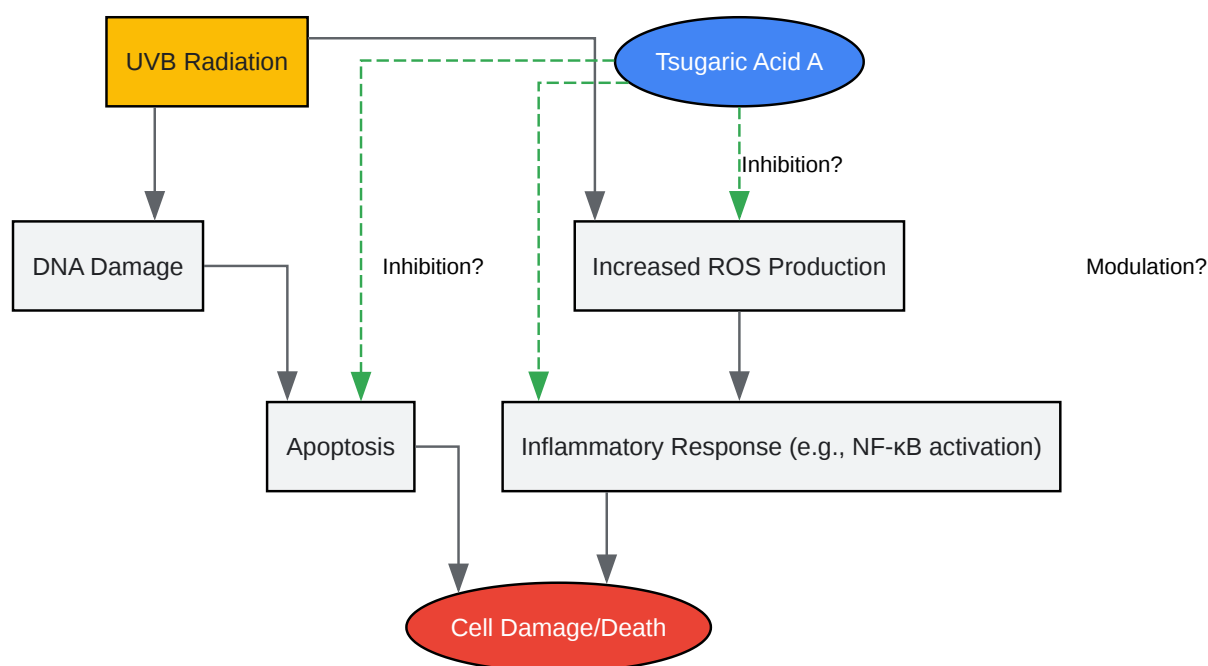 UVB Radiation
Tsugaric Acid A
Inhibition?
DNA Damage
Inhibition?
Increased ROS Production
Modulation?
Apoptosis
Inflammatory Response (e.g., NF-κB activation)
Cell Damage/Death